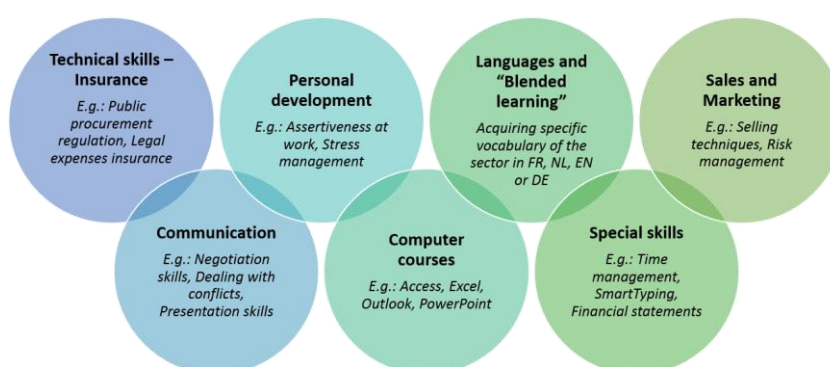 Technical skills –
Insurance
E.g.: Public
procurement
regulation, Legal
expenses insurance
Personal
development
E.g.: Assertiveness at
work, Stress
management
Languages and
“Blended
learning”
Acquiring specific
vocabulary of the
sector in FR, NL, EN
or DE
Sales and
Marketing
E.g.: Selling
techniques, Risk
management
Communication
E.g.: Negotiation
skills, Dealing with
conflicts,
Presentation skills
Computer
courses
E.g.: Access, Excel,
Outlook, PowerPoint
Special skills
E.g.: Time
management,
SmartTyping,
Financial statements